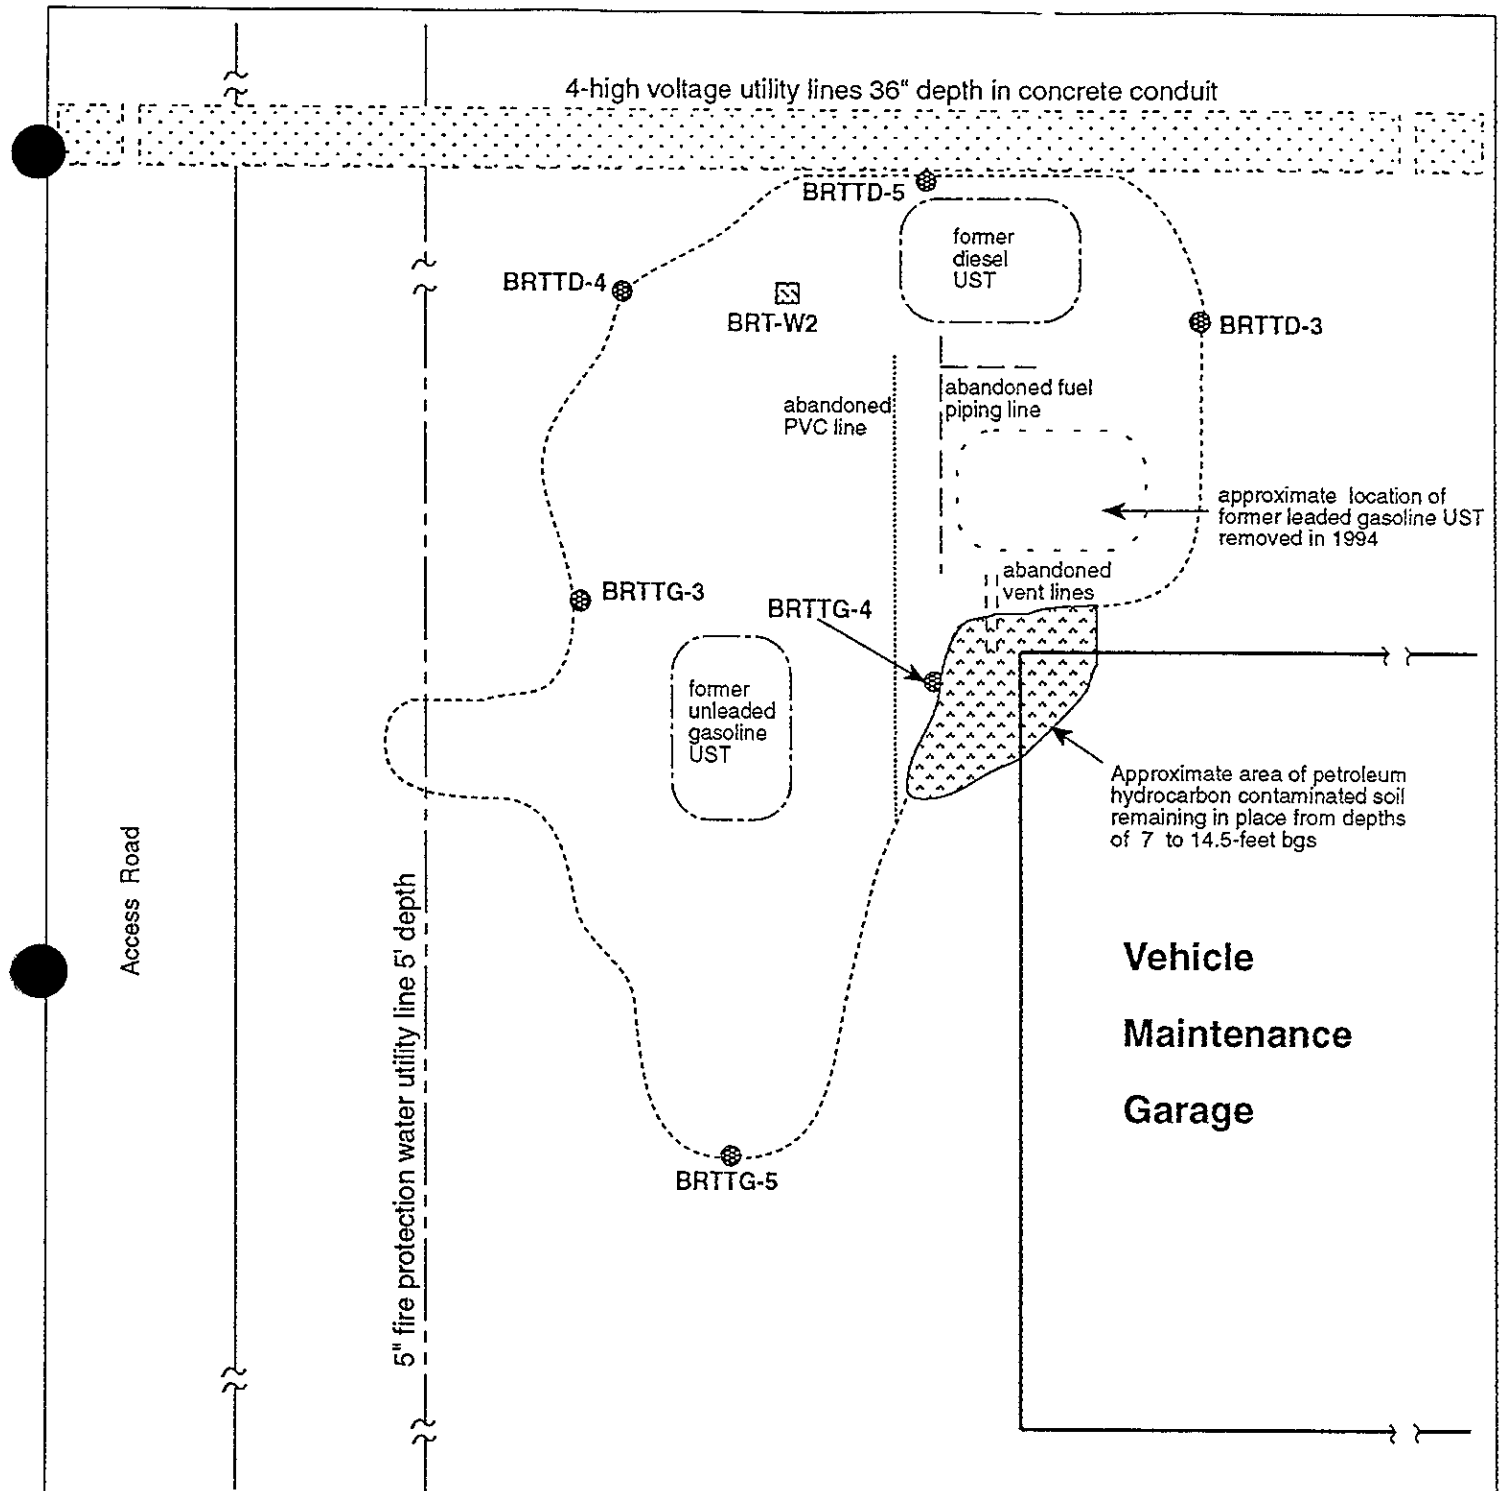 4-high voltage utility lines 36" depth in concrete conduit
BRTTD-5
former
diesel
UST
BRTTD-4
BRT-W2
BRTTD-3
abandoned
PVC line
abandoned fuel
piping line
approximate location of
former leaded gasoline UST
removed in 1994
abandoned
vent lines
BRTTG-3
BRTTG-4
former
unleaded
gasoline
UST
Approximate area of petroleum
hydrocarbon contaminated soil
remaining in place from depths
of 7 to 14.5-feet bgs
Access Road
5" fire protection water utility line 5' depth
Vehicle
Maintenance
Garage
BRTTG-5